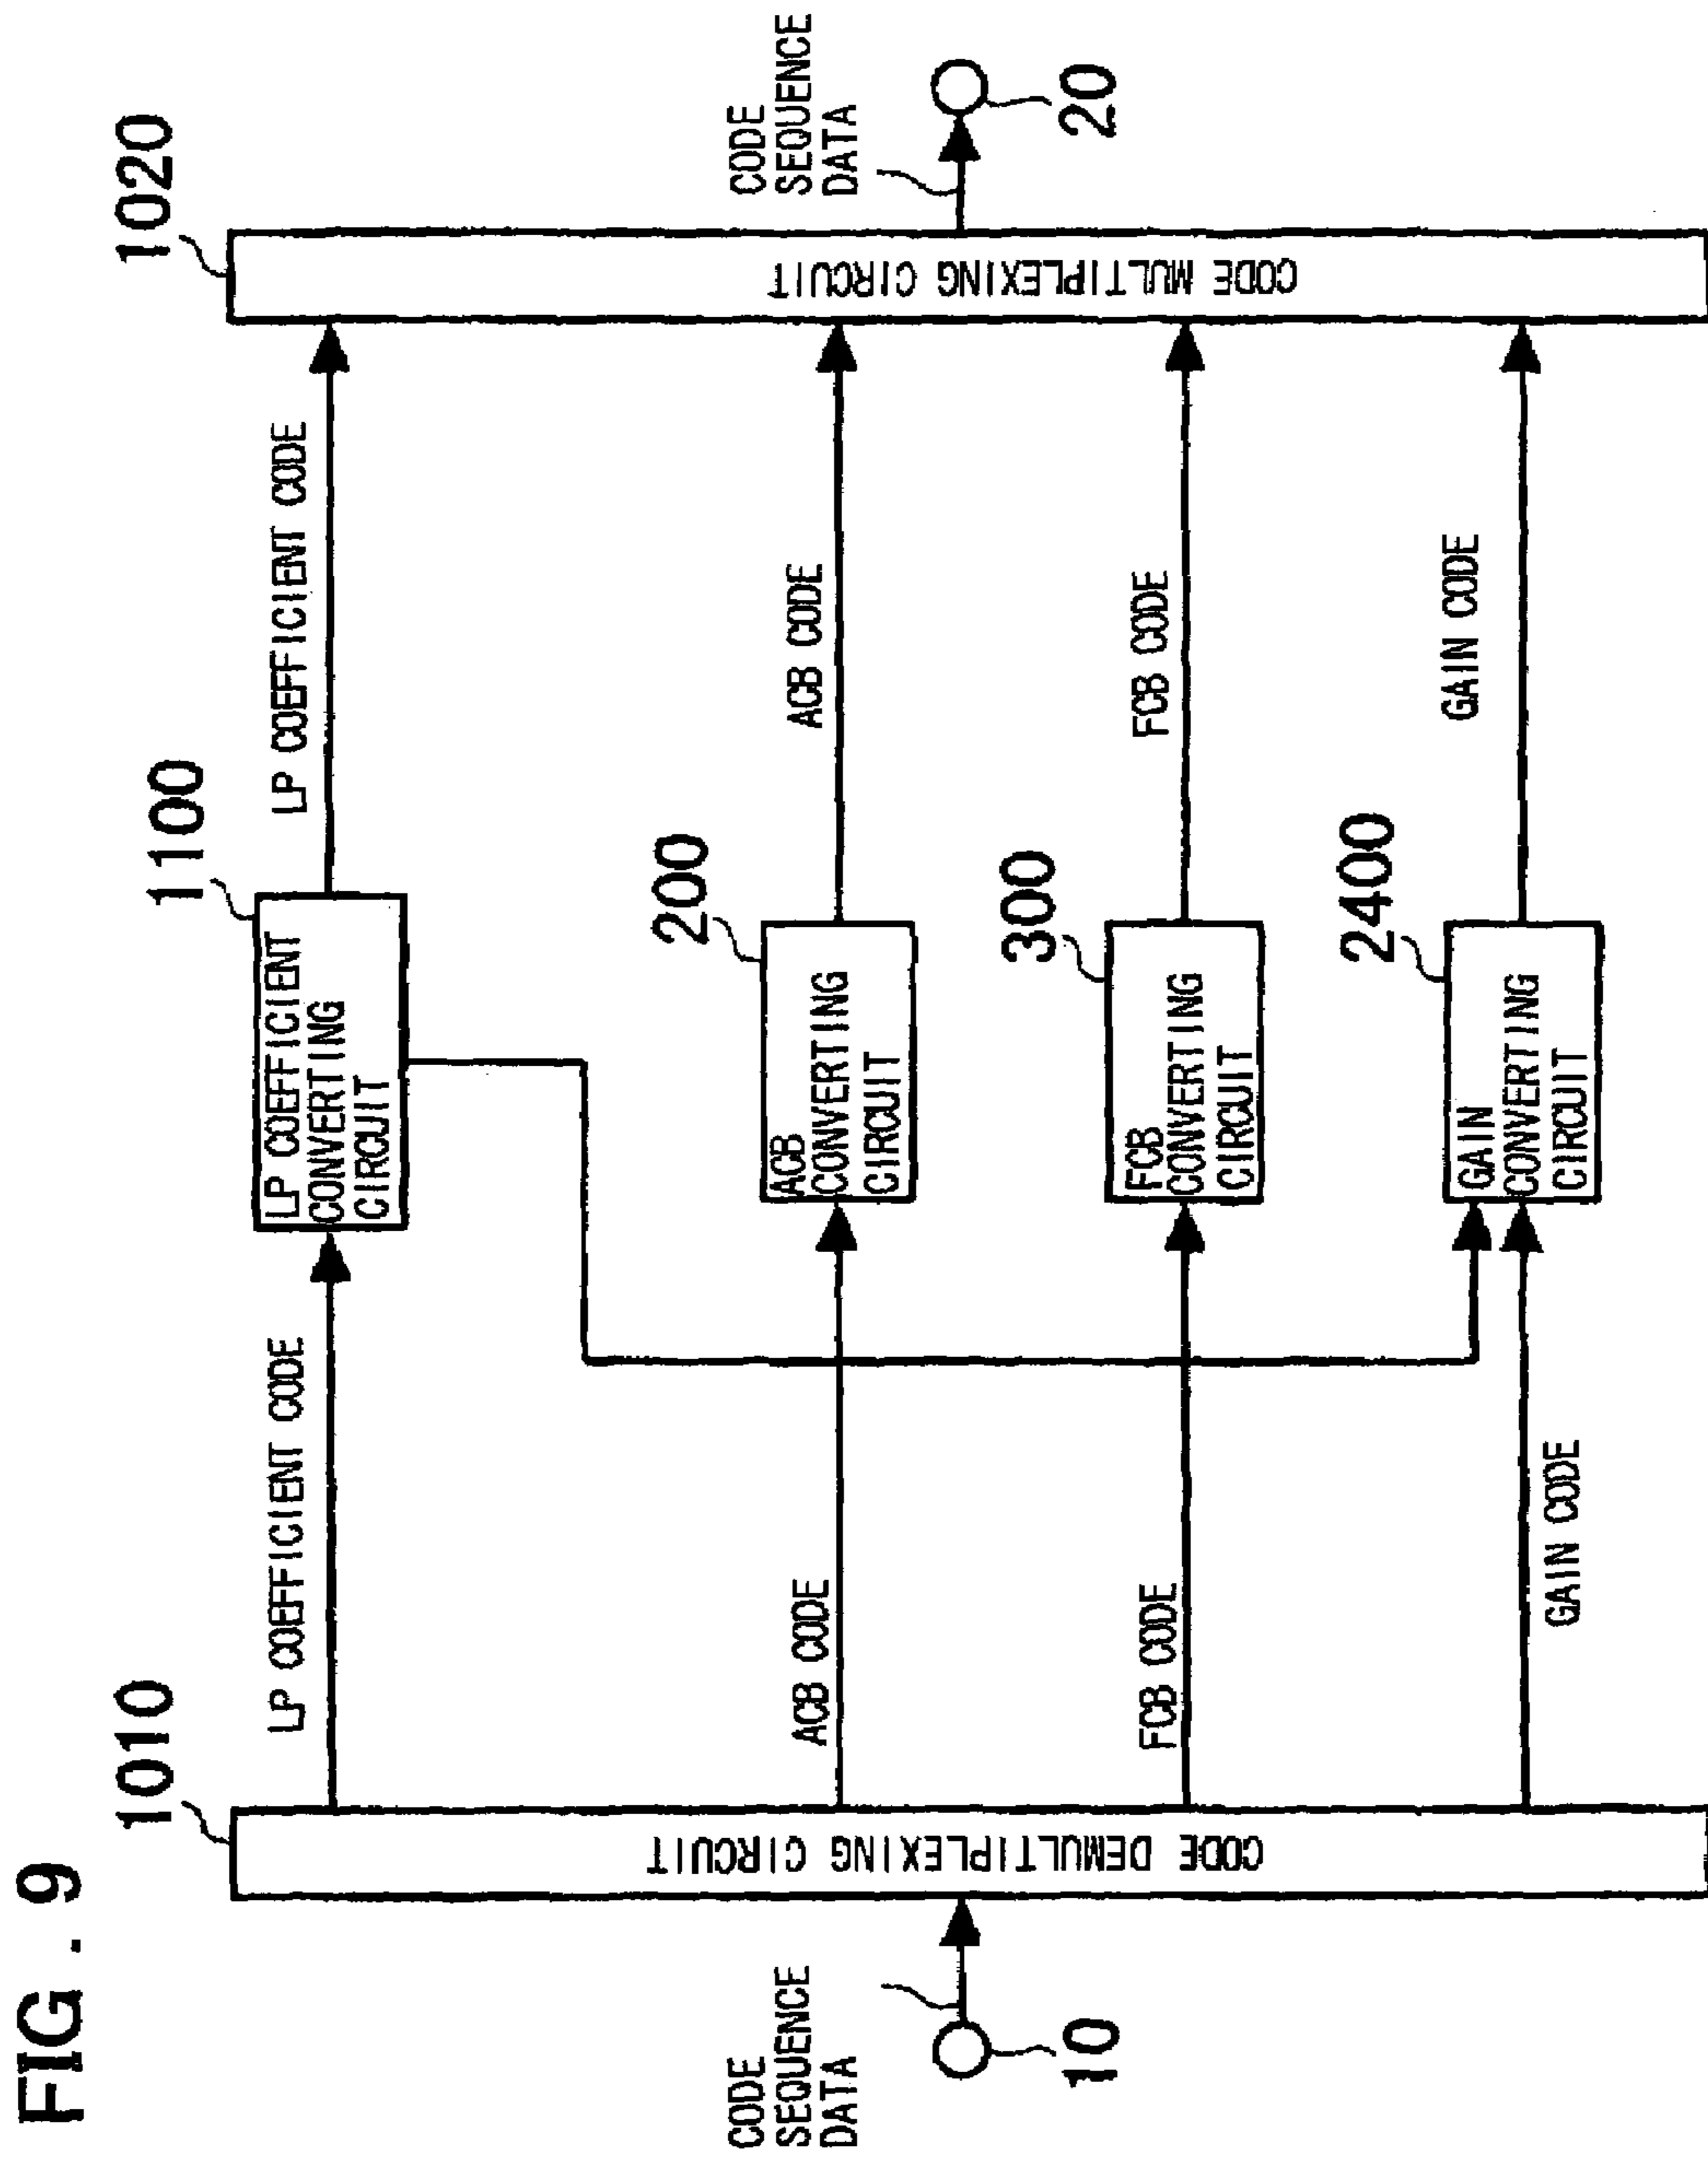 FIG. 9
CODE
SEQUENCE
DATA
10
1010
CODE DEMULTIPLEXING CIRCUIT
LP COEFFICIENT CODE
ACB CODE
FCB CODE
GAIN CODE
1100
LP COEFFICIENT
CONVERTING
CIRCUIT
200
ACB
CONVERTING
CIRCUIT
300
FCB
CONVERTING
CIRCUIT
2400
GAIN
CONVERTING
CIRCUIT
LP COEFFICIENT CODE
ACB CODE
FCB CODE
GAIN CODE
1020
CODE MULTIPLEXING CIRCUIT
CODE
SEQUENCE
DATA
20